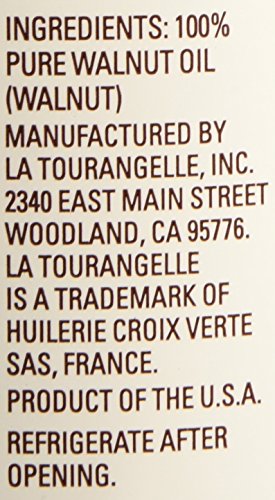 INGREDIENTS: 100%
PURE WALNUT OIL
(WALNUT)
MANUFACTURED BY
LA TOURANGELLE, INC.
2340 EAST MAIN STREET
WOODLAND, CA 95776.
LA TOURANGELLE
IS A TRADEMARK OF
HUILERIE CROIX VERTE
SAS, FRANCE.
PRODUCT OF THE U.S.A.
REFRIGERATE AFTER
OPENING.